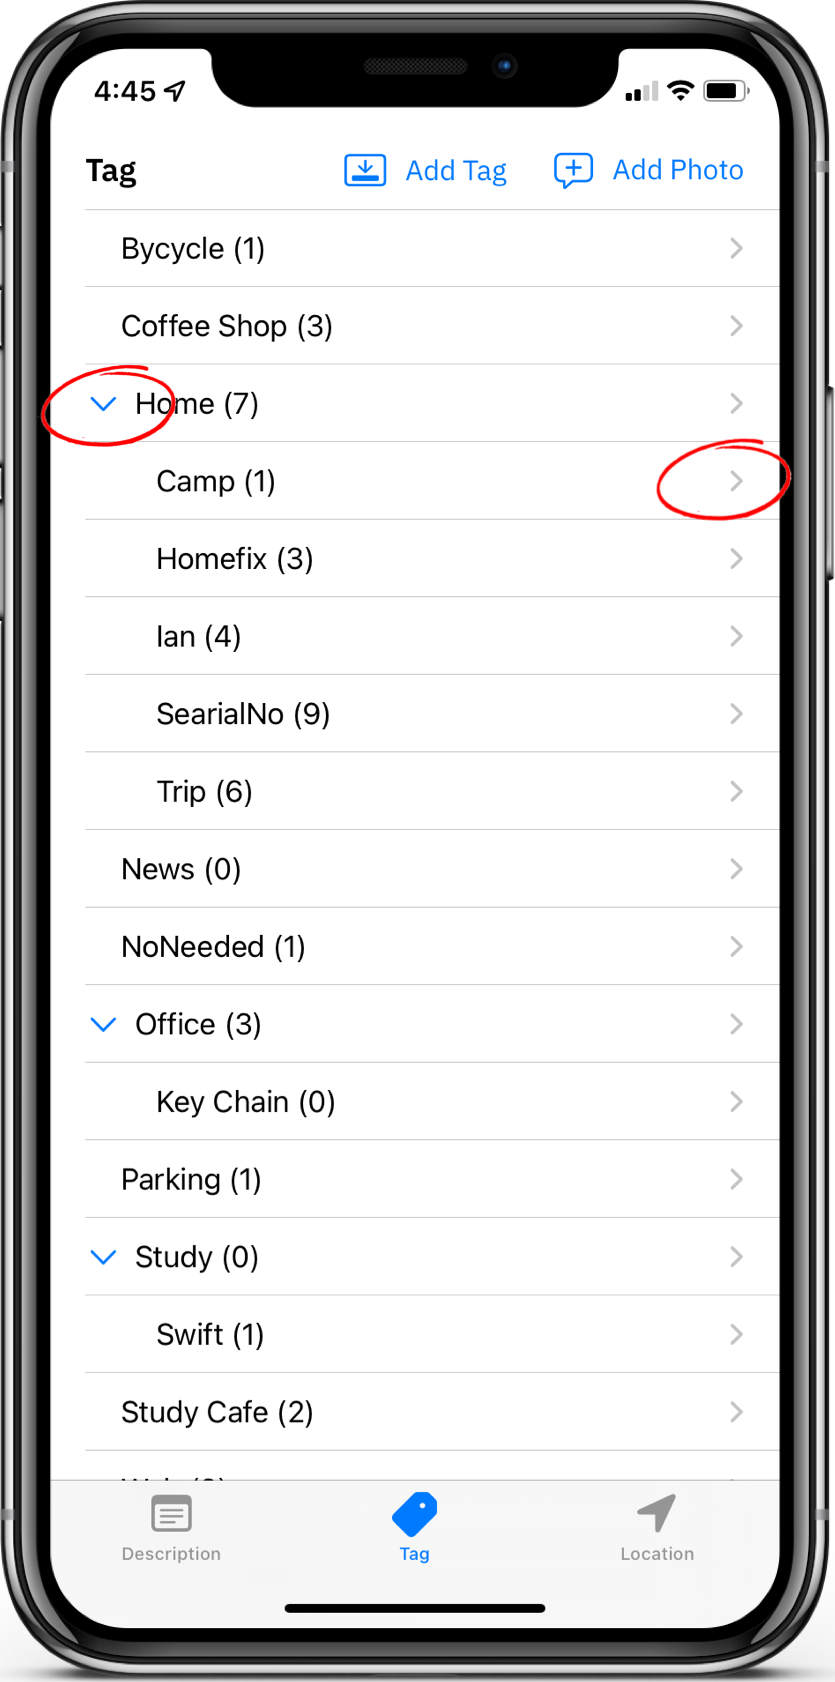 4:45
Tag Add Tag Add Photo
Bycycle (1)
Coffee Shop (3)
Home (7)
Camp (1)
Homefix (3)
Ian (4)
SearialNo (9)
Trip (6)
News (0)
NoNeeded (1)
Office (3)
Key Chain (0)
Parking (1)
Study (0)
Swift (1)
Study Cafe (2)
Description Tag Location